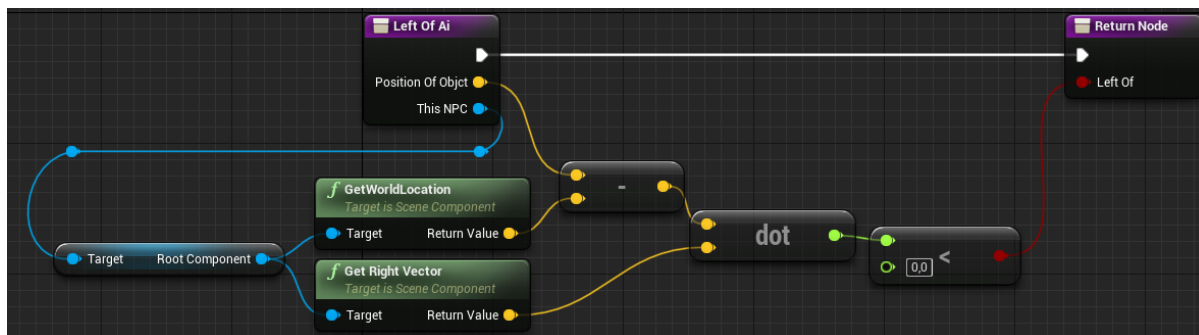 Left Of Ai
Position Of Objct
This NPC
Return Node
Left Of
f GetWorldLocation
Target is Scene Component
Target Return Value
-
dot
Target Root Component
<
0,0
f Get Right Vector
Target is Scene Component
Target Return Value